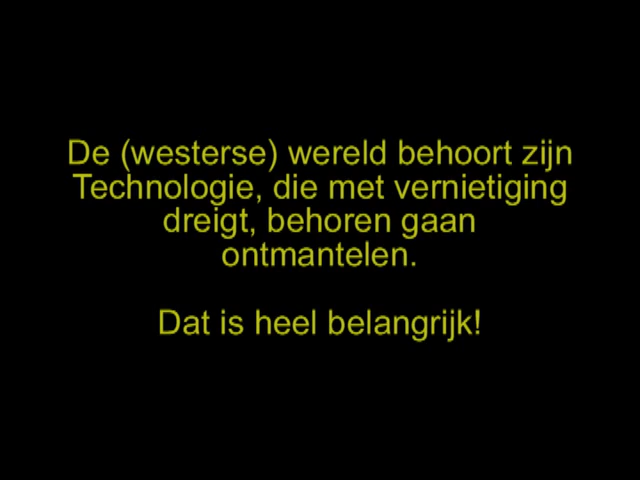 De (westerse) wereld behoort zijn
Technologie, die met vernietiging
dreigt, behoren gaan
ontmantelen.
Dat is heel belangrijk!